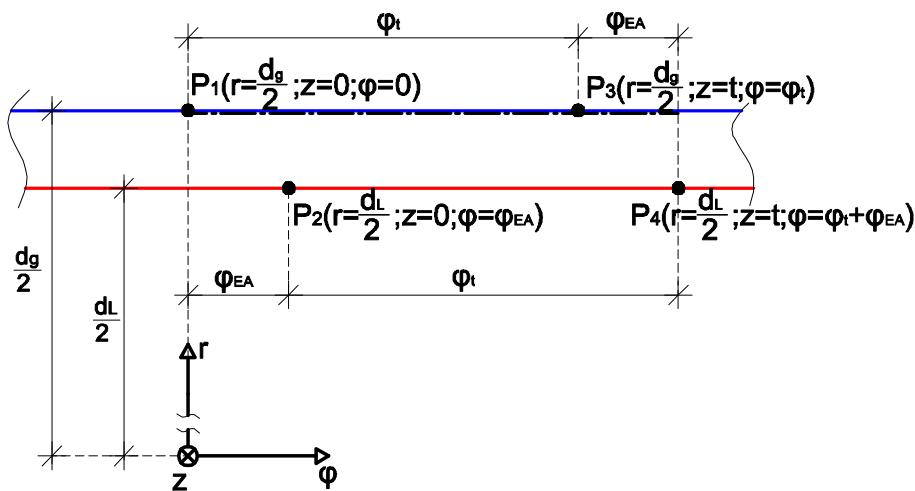 φt
φEA
P1(r=dg/2;z=0;φ=0)
P3(r=dg/2;z=t;φ=φt)
P2(r=dL/2;z=0;φ=φEA)
P4(r=dL/2;z=t;φ=φt+φEA)
dg/2
φEA
φt
dL/2
r
z
φ